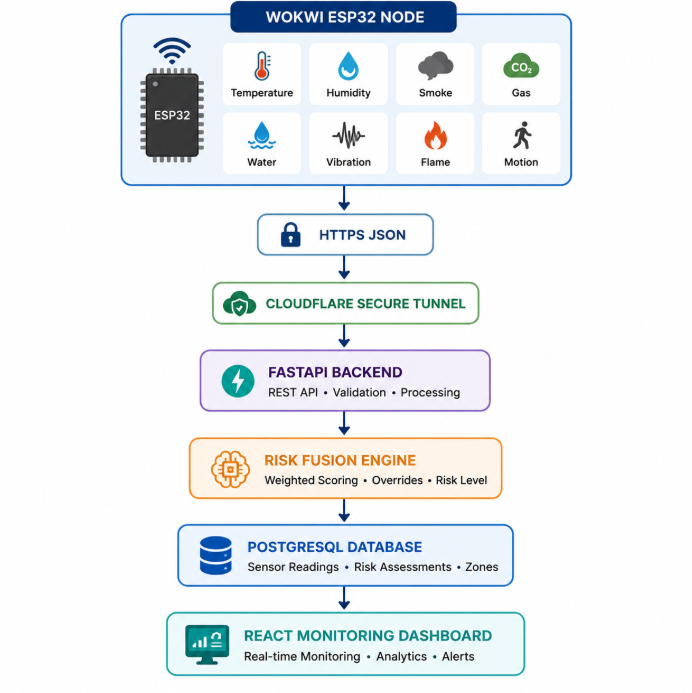 WOKWI ESP32 NODE
ESP32
Temperature
Humidity
Smoke
CO₂
Gas
Water
Vibration
Flame
Motion
HTTPS JSON
CLOUDFLARE SECURE TUNNEL
FASTAPI BACKEND
REST API • Validation • Processing
RISK FUSION ENGINE
Weighted Scoring • Overrides • Risk Level
POSTGRESQL DATABASE
Sensor Readings • Risk Assessments • Zones
REACT MONITORING DASHBOARD
Real-time Monitoring • Analytics • Alerts